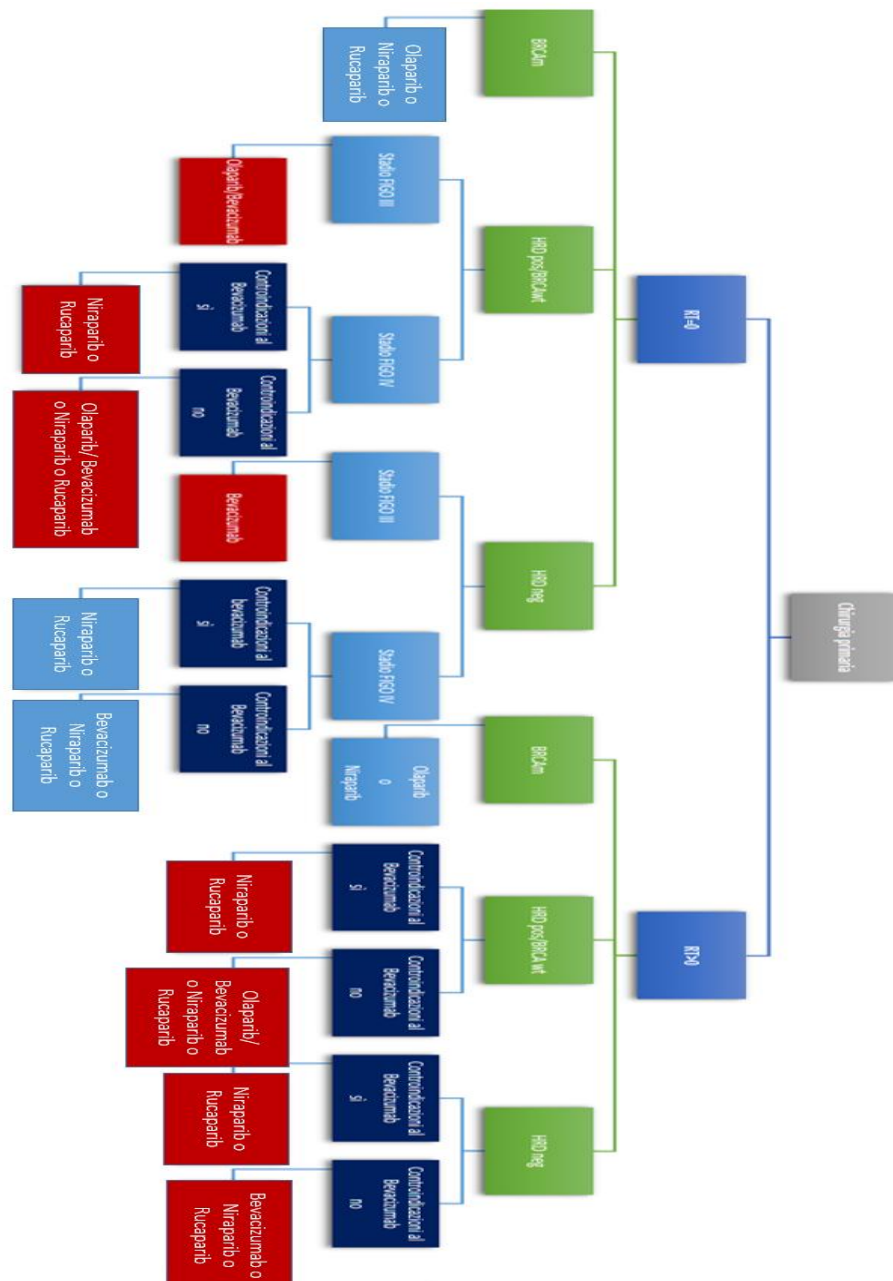 Chirurgia primaria
RT=0
RT>0
BRCAm
HRD pos/BRCAwt
HRD neg
BRCAm
HRD pos/BRCA wt
HRD neg
Olaparib o
Niraparib o
Rucaparib
Stadio FIGO III
Stadio FIGO IV
Stadio FIGO III
Stadio FIGO IV
Olaparib
o
Niraparib
Controindicazioni al
Bevacizumab
si
Controindicazioni al
Bevacizumab
no
Controindicazioni al
Bevacizumab
si
Controindicazioni al
Bevacizumab
no
Olaparib/Bevacizumab
Controindicazioni al
Bevacizumab
si
Controindicazioni al
Bevacizumab
no
Bevacizumab
Controindicazioni al
bevacizumab
si
Controindicazioni al
Bevacizumab
no
Niraparib o
Rucaparib
Olaparib/
Bevacizumab
o Niraparib o
Rucaparib
Niraparib o
Rucaparib
Bevacizumab o
Niraparib o
Rucaparib
Niraparib o
Rucaparib
Olaparib/ Bevacizumab
o Niraparib o Rucaparib
Niraparib o
Rucaparib
Bevacizumab o
Niraparib o
Rucaparib